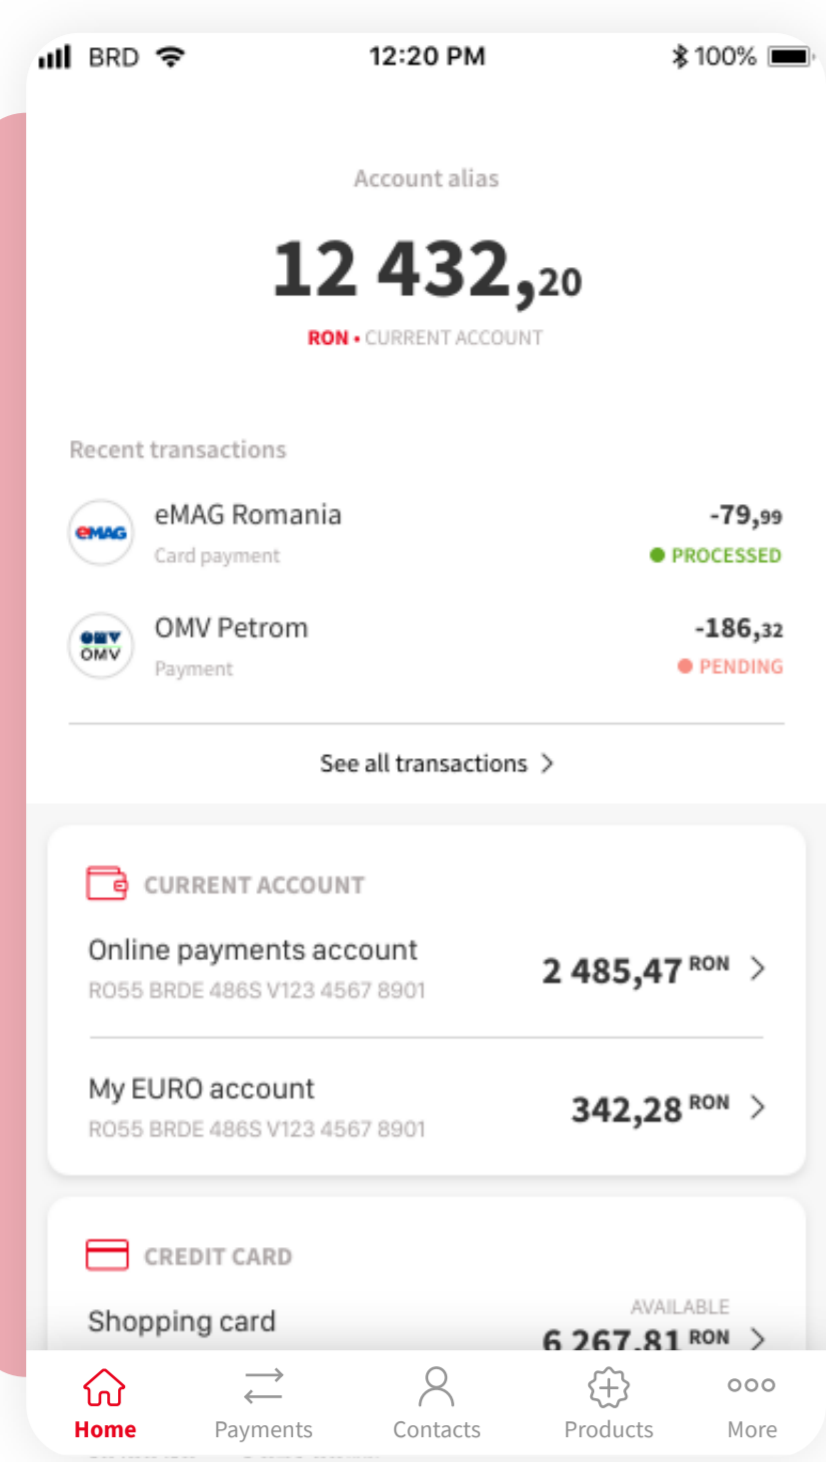 BRD 12:20 PM 100%
Account alias
12 432,20
RON • CURRENT ACCOUNT
Recent transactions
eMAG
eMAG Romania -79,99
Card payment PROCESSED
OMV
OMV
OMV Petrom -186,32
Payment PENDING
See all transactions >
CURRENT ACCOUNT
Online payments account 2 485,47 RON >
RO55 BRDE 486S V123 4567 8901
My EURO account 342,28 RON >
RO55 BRDE 486S V123 4567 8901
CREDIT CARD
AVAILABLE
Shopping card 6 267,81 RON >
Home Payments Contacts Products More